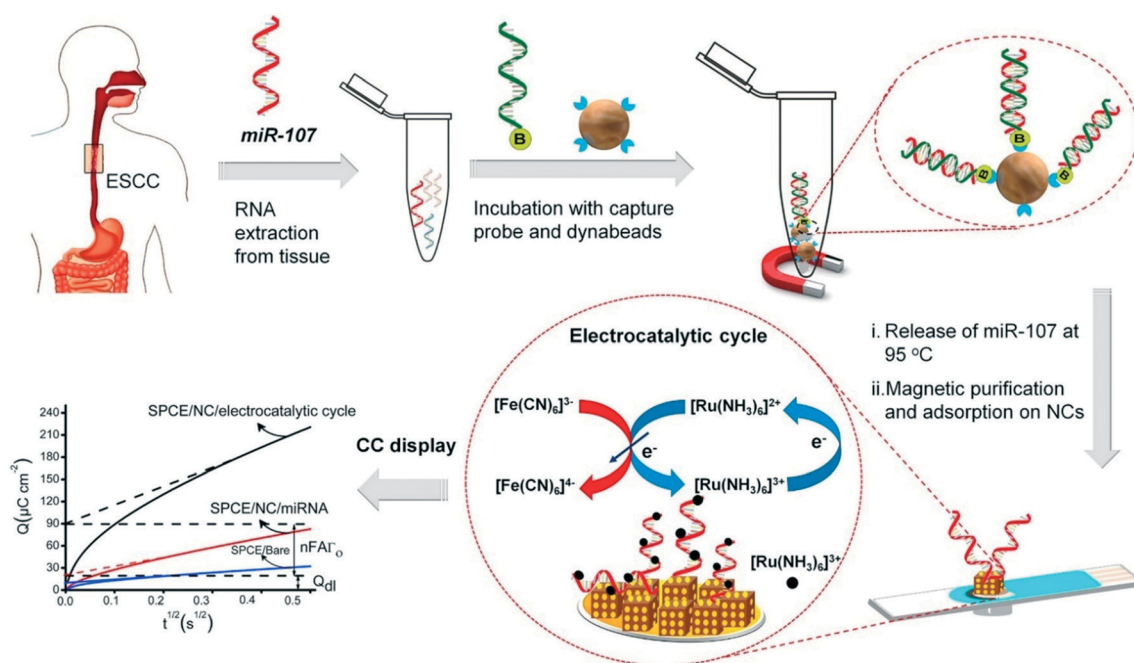 miR-107
ESCC
RNA
extraction
from tissue
B
Incubation with capture
probe and dynabeads
B
B
B
i. Release of miR-107 at
95 °C
ii.Magnetic purification
and adsorption on NCs
Electrocatalytic cycle
[Fe(CN)₆]³⁻
[Ru(NH₃)₆]²⁺
e⁻
e⁻
[Fe(CN)₆]⁴⁻
[Ru(NH₃)₆]³⁺
[Ru(NH₃)₆]³⁺
CC display
SPCE/NC/electrocatalytic cycle
SPCE/NC/miRNA
SPCE/Bare
nFAΓₒ
Qdl
Q(µC cm⁻²)
240
210
180
150
120
90
60
30
0
0.0
0.1
0.2
0.3
0.4
0.5
t¹ᐟ²(s¹ᐟ²)